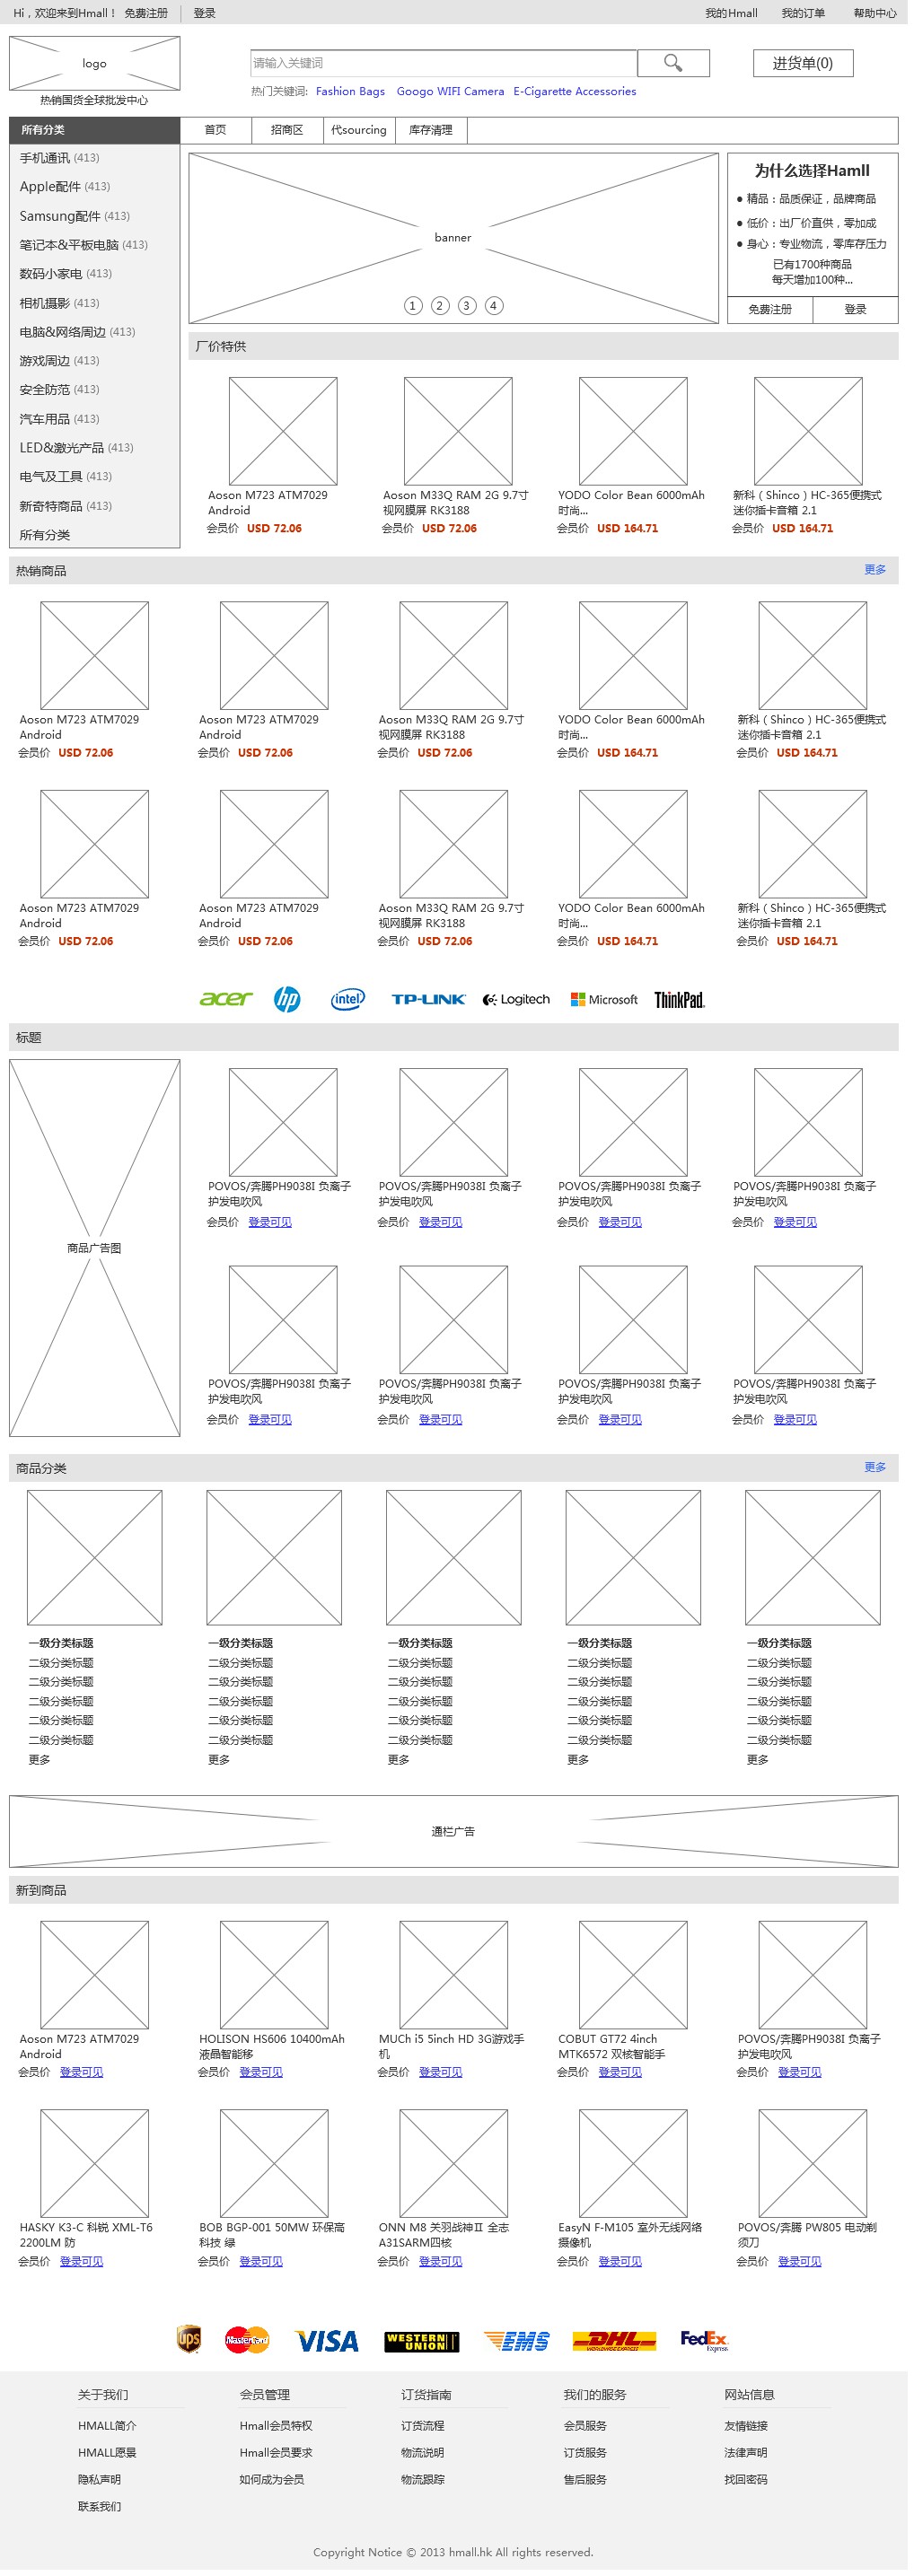 Hi，欢迎来到Hmall！ 免费注册 登录 我的Hmall 我的订单 帮助中心
logo
请输入关键词
进货单(0)
热销国货全球批发中心
热门关键词: Fashion Bags Googo WIFI Camera E-Cigarette Accessories
所有分类 首页 招商区 代sourcing 库存清理
手机通讯 (413)
Apple配件 (413)
Samsung配件 (413)
笔记本&平板电脑 (413)
数码小家电 (413)
相机摄影 (413)
电脑&网络周边 (413)
游戏周边 (413)
安全防范 (413)
汽车用品 (413)
LED&激光产品 (413)
电气及工具 (413)
新奇特商品 (413)
所有分类
banner
1 2 3 4
为什么选择Hamll
● 精品：品质保证，品牌商品
● 低价：出厂价直供，零加成
● 身心：专业物流，零库存压力
已有1700种商品
每天增加100种...
免费注册 登录
厂价特供
Aoson M723 ATM7029 Aoson M33Q RAM 2G 9.7寸 YODO Color Bean 6000mAh 新科（Shinco）HC-365便携式
Android 视网膜屏 RK3188 时尚... 迷你插卡音箱 2.1
会员价 USD 72.06 会员价 USD 72.06 会员价 USD 164.71 会员价 USD 164.71
热销商品 更多
Aoson M723 ATM7029 Aoson M723 ATM7029 Aoson M33Q RAM 2G 9.7寸 YODO Color Bean 6000mAh 新科（Shinco）HC-365便携式
Android Android 视网膜屏 RK3188 时尚... 迷你插卡音箱 2.1
会员价 USD 72.06 会员价 USD 72.06 会员价 USD 72.06 会员价 USD 164.71 会员价 USD 164.71
Aoson M723 ATM7029 Aoson M723 ATM7029 Aoson M33Q RAM 2G 9.7寸 YODO Color Bean 6000mAh 新科（Shinco）HC-365便携式
Android Android 视网膜屏 RK3188 时尚... 迷你插卡音箱 2.1
会员价 USD 72.06 会员价 USD 72.06 会员价 USD 72.06 会员价 USD 164.71 会员价 USD 164.71
acer hp intel TP-LINK Logitech Microsoft ThinkPad
标题
商品广告图
POVOS/奔腾PH9038I 负离子 POVOS/奔腾PH9038I 负离子 POVOS/奔腾PH9038I 负离子 POVOS/奔腾PH9038I 负离子
护发电吹风 护发电吹风 护发电吹风 护发电吹风
会员价 登录可见 会员价 登录可见 会员价 登录可见 会员价 登录可见
POVOS/奔腾PH9038I 负离子 POVOS/奔腾PH9038I 负离子 POVOS/奔腾PH9038I 负离子 POVOS/奔腾PH9038I 负离子
护发电吹风 护发电吹风 护发电吹风 护发电吹风
会员价 登录可见 会员价 登录可见 会员价 登录可见 会员价 登录可见
商品分类 更多
一级分类标题 一级分类标题 一级分类标题 一级分类标题 一级分类标题
二级分类标题 二级分类标题 二级分类标题 二级分类标题 二级分类标题
二级分类标题 二级分类标题 二级分类标题 二级分类标题 二级分类标题
二级分类标题 二级分类标题 二级分类标题 二级分类标题 二级分类标题
二级分类标题 二级分类标题 二级分类标题 二级分类标题 二级分类标题
二级分类标题 二级分类标题 二级分类标题 二级分类标题 二级分类标题
更多 更多 更多 更多 更多
通栏广告
新到商品
Aoson M723 ATM7029 HOLISON HS606 10400mAh MUCh i5 5inch HD 3G游戏手 COBUT GT72 4inch POVOS/奔腾PH9038I 负离子
Android 液晶智能移 机 MTK6572 双核智能手 护发电吹风
会员价 登录可见 会员价 登录可见 会员价 登录可见 会员价 登录可见 会员价 登录可见
HASKY K3-C 科锐 XML-T6 BOB BGP-001 50MW 环保高 ONN M8 关羽战神Ⅱ 全志 EasyN F-M105 室外无线网络 POVOS/奔腾 PW805 电动剃
2200LM 防 科技 绿 A31SARM四核 摄像机 须刀
会员价 登录可见 会员价 登录可见 会员价 登录可见 会员价 登录可见 会员价 登录可见
ups MasterCard VISA WESTERN UNION EMS DHL WORLDWIDE EXPRESS FedEx Express
关于我们 会员管理 订货指南 我们的服务 网站信息
HMALL简介 Hmall会员特权 订货流程 会员服务 友情链接
HMALL愿景 Hmall会员要求 物流说明 订货服务 法律声明
隐私声明 如何成为会员 物流跟踪 售后服务 找回密码
联系我们
Copyright Notice © 2013 hmall.hk All rights reserved.